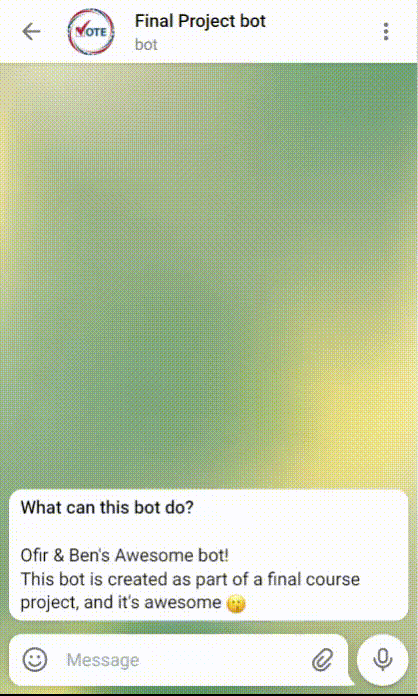 VOTE
Final Project bot
bot
What can this bot do?
Ofir & Ben's Awesome bot!
This bot is created as part of a final course
project, and it's awesome 🤫
Message